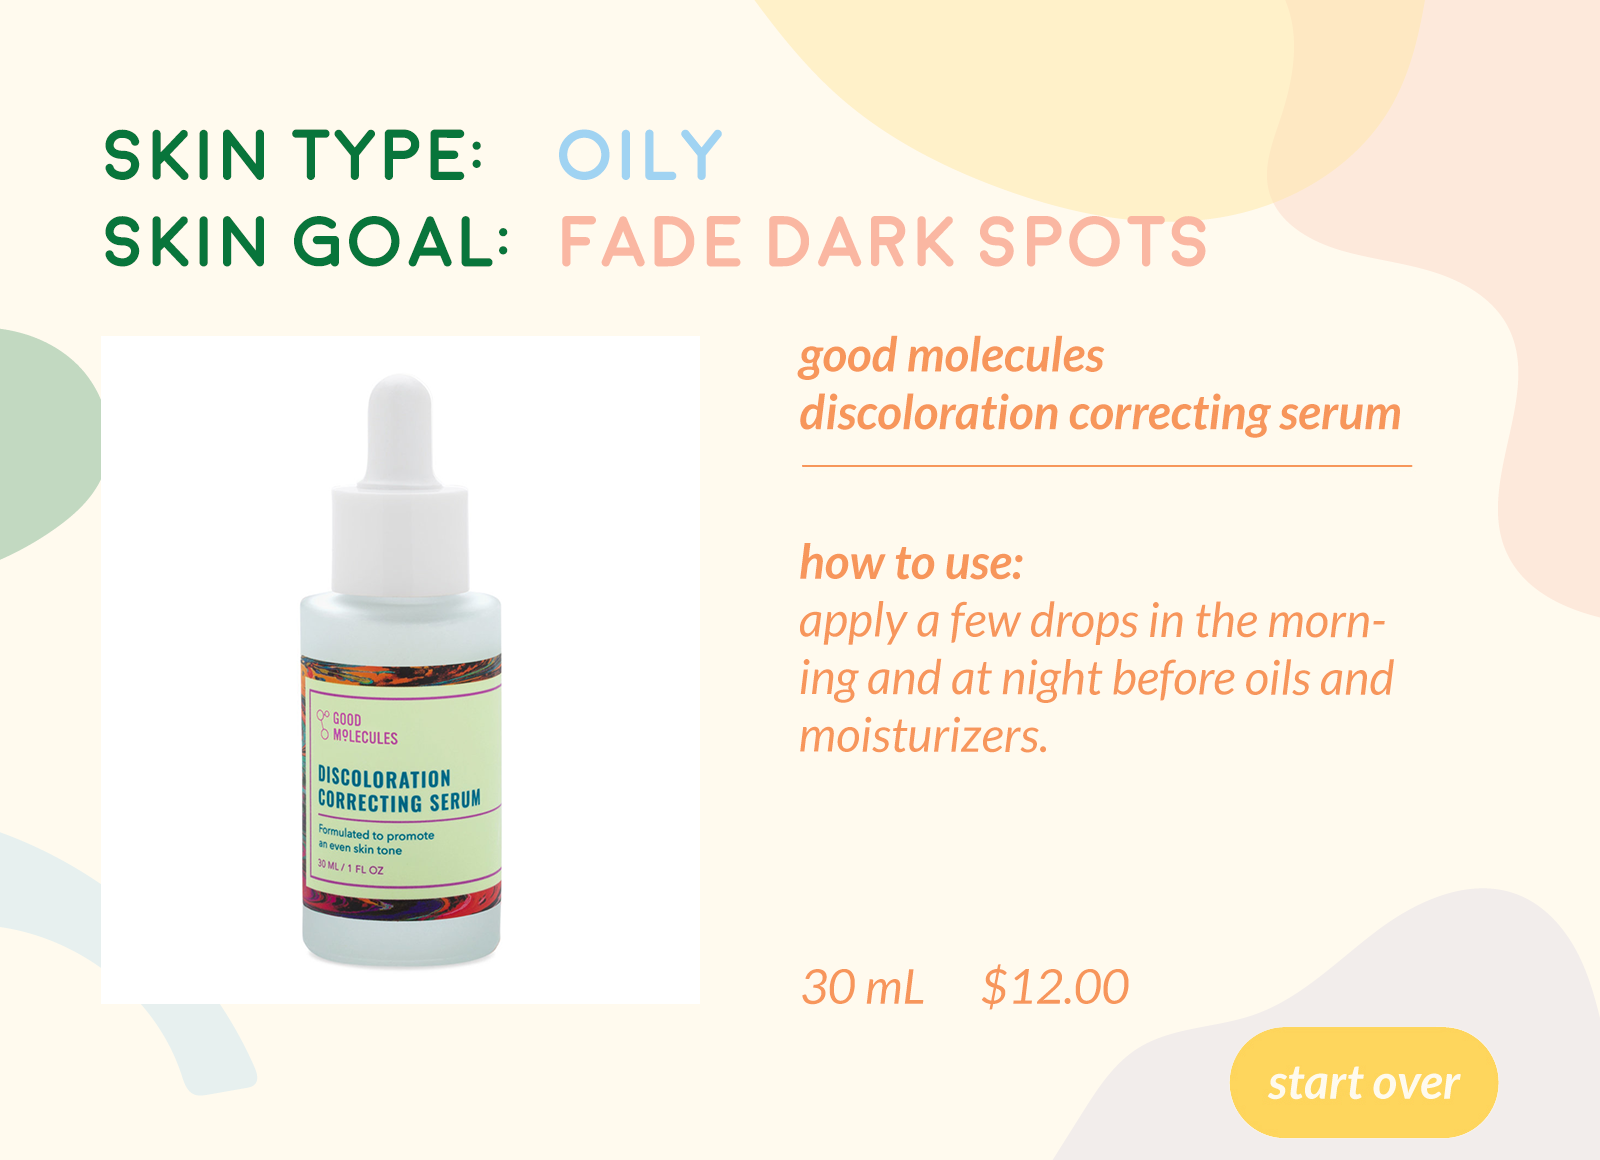 SKIN TYPE: OILY
SKIN GOAL: FADE DARK SPOTS
good molecules
discoloration correcting serum
how to use:
apply a few drops in the morn-
ing and at night before oils and
moisturizers.
30 mL $12.00
start over
GOOD
MOLECULES
DISCOLORATION
CORRECTING SERUM
Formulated to promote
an even skin tone
30 ML / 1 FL OZ